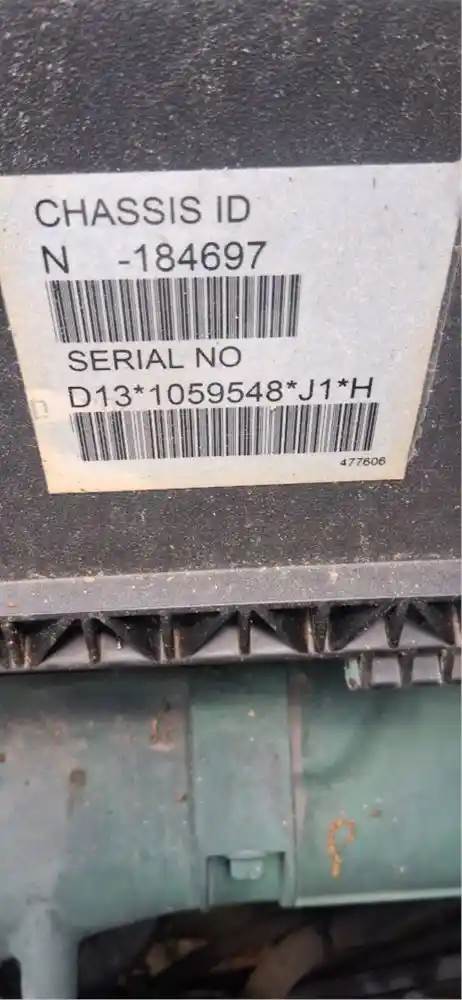 CHASSIS ID
N -184697
SERIAL NO
D13*1059548*J1*H
477606